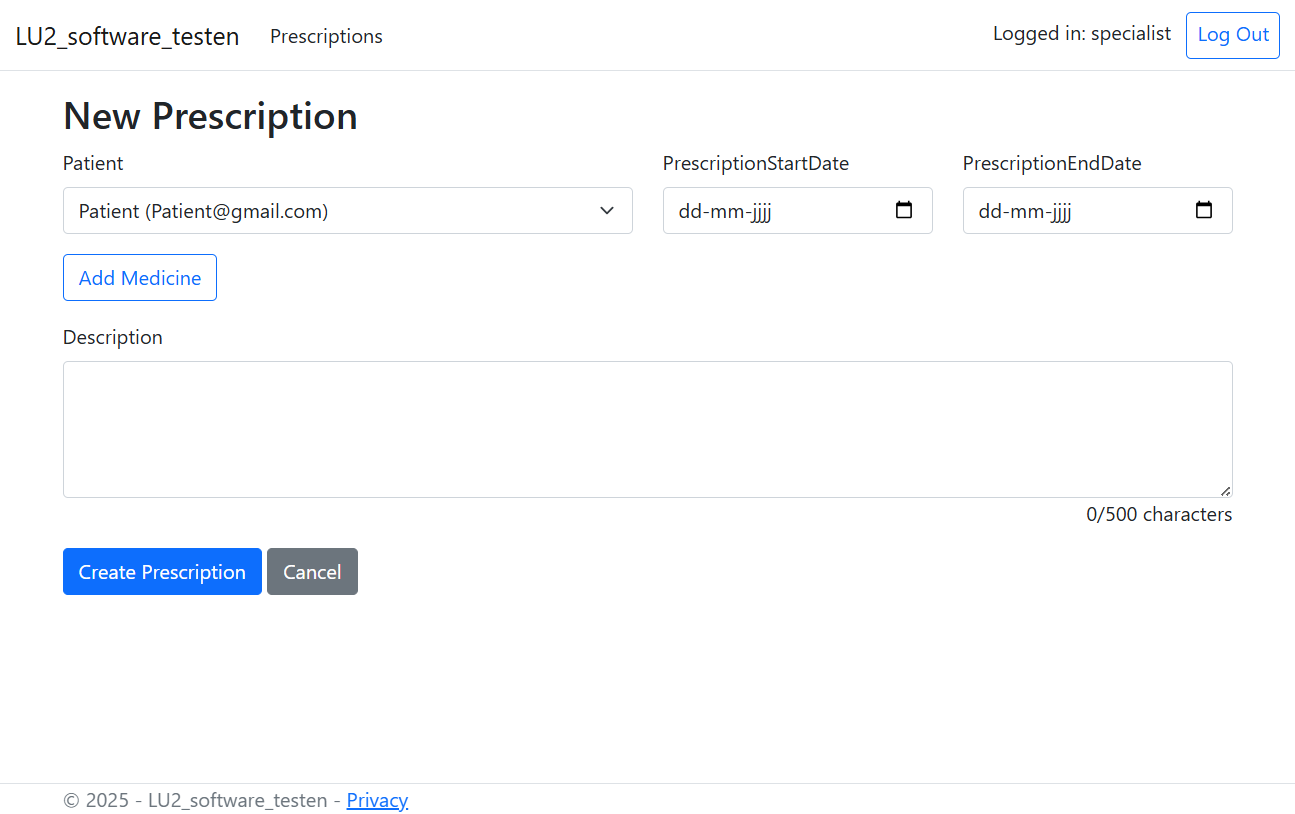 LU2_software_testen Prescriptions Logged in: specialist Log Out
New Prescription
Patient PrescriptionStartDate PrescriptionEndDate
Patient (Patient@gmail.com) dd-mm-jjjj dd-mm-jjjj
Add Medicine
Description
0/500 characters
Create Prescription Cancel
© 2025 - LU2_software_testen - Privacy